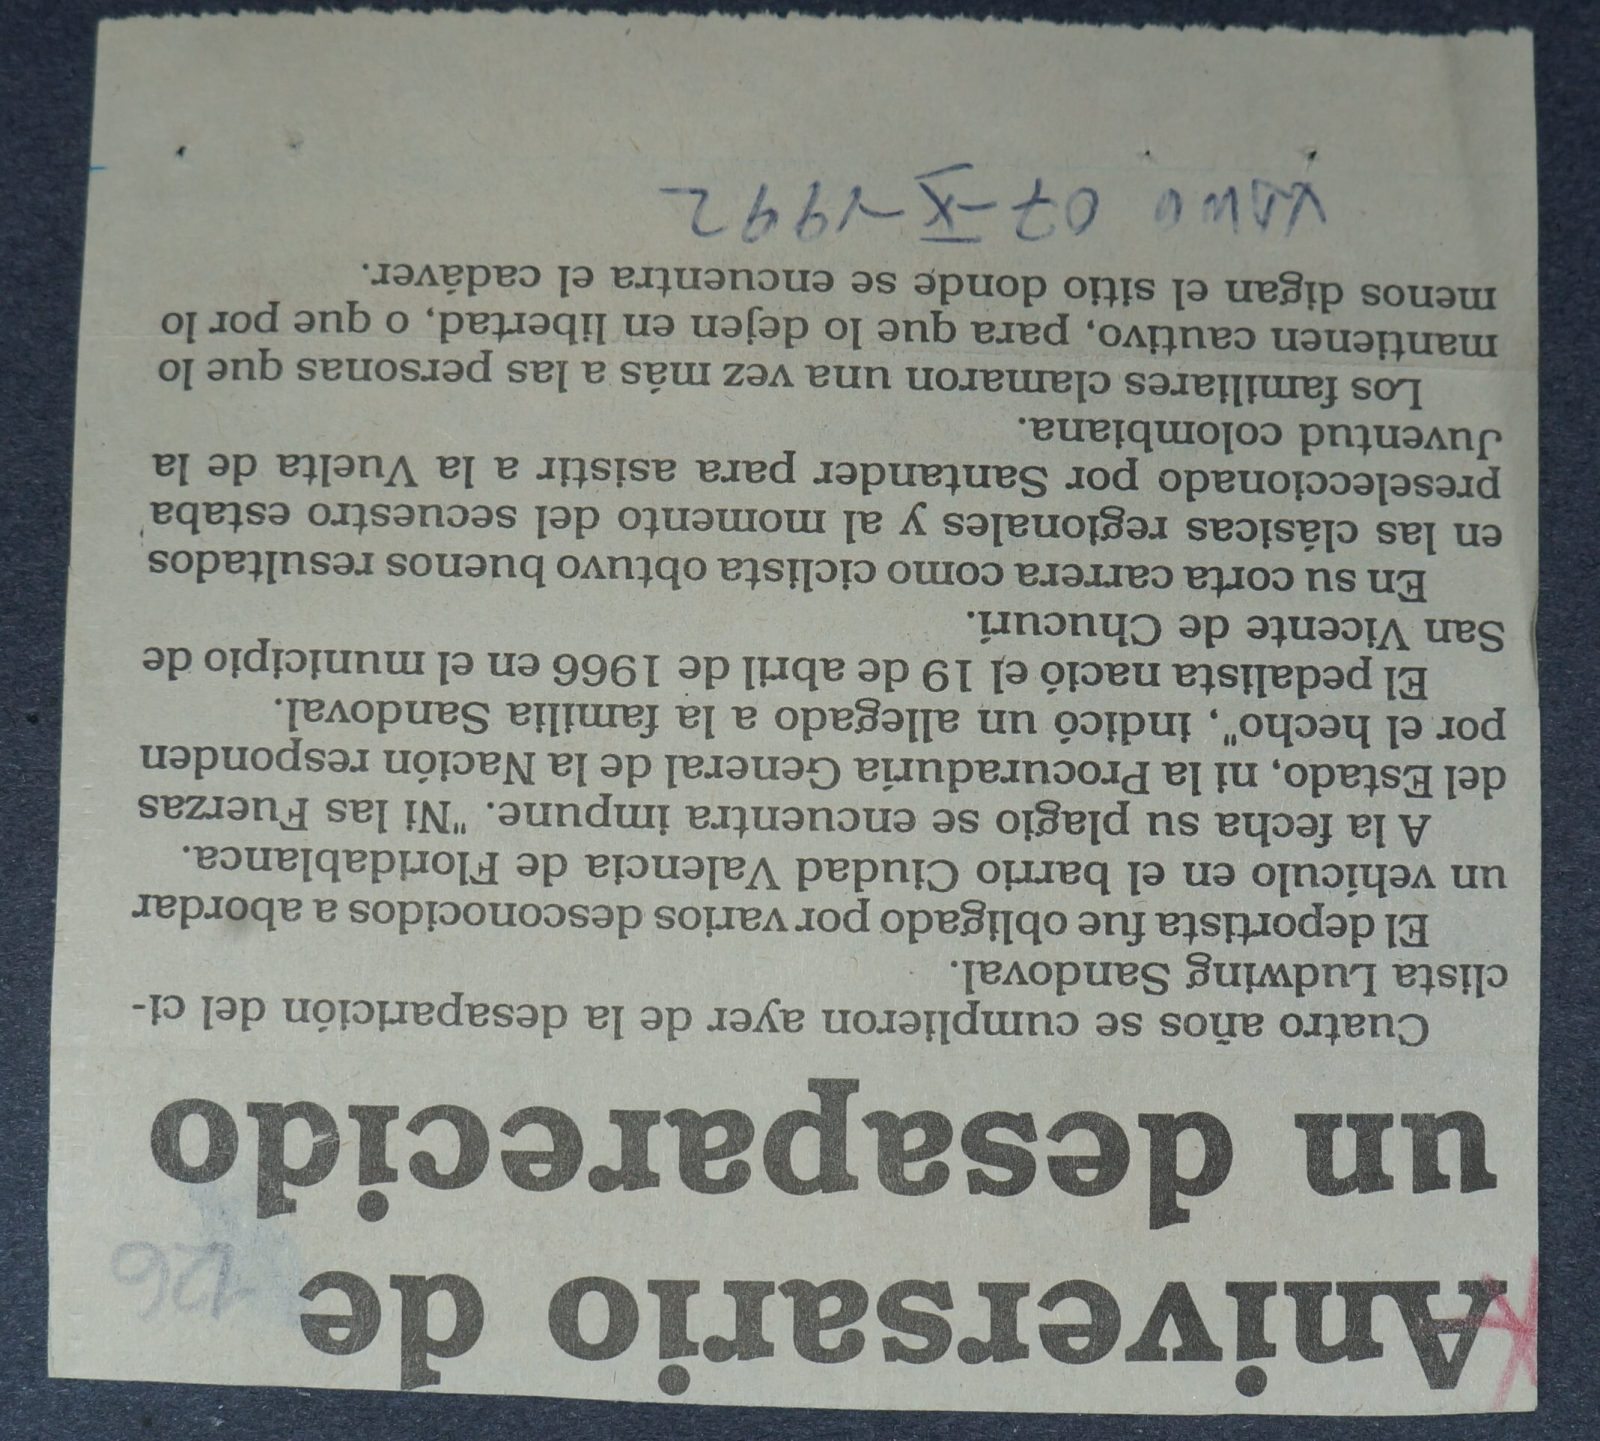 Aniversario de
126
un desaparecido
Cuatro años se cumplieron ayer de la desaparición del ci-
clista Ludwing Sandoval.
El deportista fue obligado por varios desconocidos a abordar
un vehículo en el barrio Ciudad Valencia de Floridablanca.
A la fecha su plagio se encuentra impune. "Ni las Fuerzas
del Estado, ni la Procuraduría General de la Nación responden
por el hecho", indicó un allegado a la familia Sandoval.
El pedalista nació el 19 de abril de 1966 en el municipio de
San Vicente de Chucurí.
En su corta carrera como ciclista obtuvo buenos resultados
en las clásicas regionales y al momento del secuestro estaba
preseleccionado por Santander para asistir a la Vuelta de la
Juventud colombiana.
Los familiares clamaron una vez más a las personas que lo
mantienen cautivo, para que lo dejen en libertad, o que por lo
menos digan el sitio donde se encuentra el cadáver.
07-XI-1992